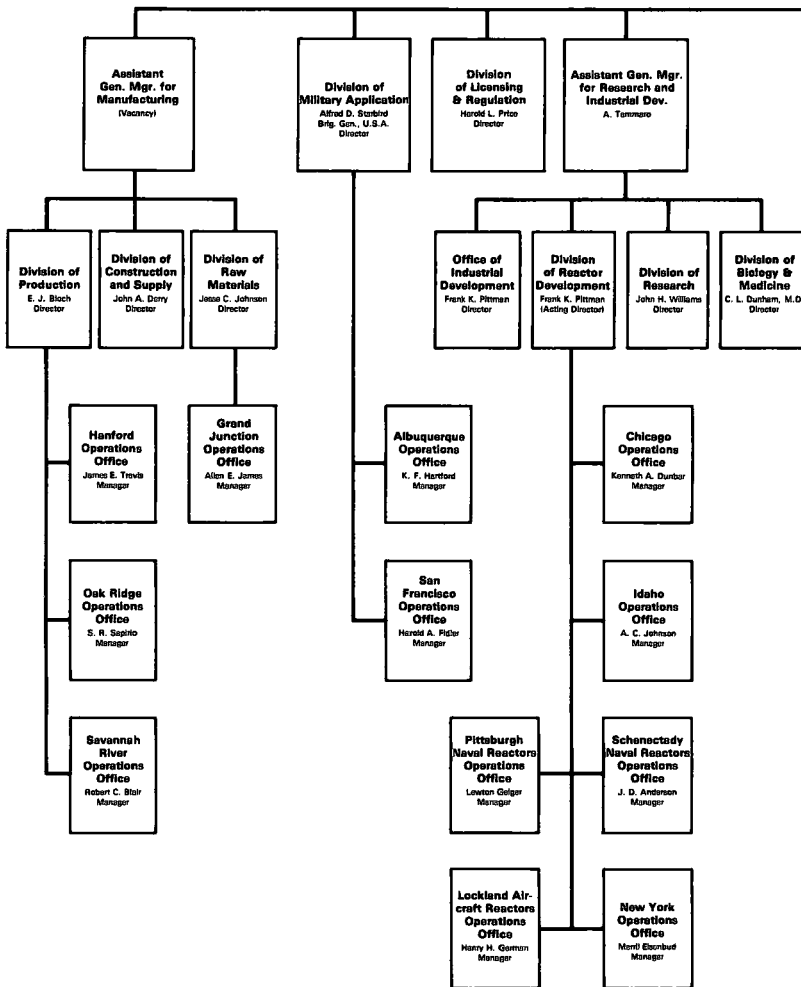 Assistant
Gen. Mgr. for
Manufacturing
(Vacancy)
Division of
Military Application
Alfred D. Starbird
Brig. Gen., U.S.A.
Director
Division
of Licensing
& Regulation
Harold L. Price
Director
Assistant Gen. Mgr.
for Research and
Industrial Dev.
A. Tammaro
Division of
Production
E. J. Bloch
Director
Division of
Construction
and Supply
John A. Derry
Director
Division of
Raw
Materials
Jesse C. Johnson
Director
Office of
Industrial
Development
Frank K. Pittman
Director
Division
of Reactor
Development
Frank K. Pittman
(Acting Director)
Division of
Research
John H. Williams
Director
Division of
Biology &
Medicine
C. L. Dunham, M.D.
Director
Hanford
Operations
Office
James E. Travis
Manager
Grand
Junction
Operations
Office
Allen E. James
Manager
Albuquerque
Operations
Office
K. F. Hertford
Manager
Chicago
Operations
Office
Kenneth A. Dunbar
Manager
Oak Ridge
Operations
Office
S. R. Sapirie
Manager
San
Francisco
Operations
Office
Harold A. Fidler
Manager
Idaho
Operations
Office
A. C. Johnson
Manager
Savannah
River
Operations
Office
Robert C. Blair
Manager
Pittsburgh
Naval Reactors
Operations
Office
Lawton Geiger
Manager
Schenectady
Naval Reactors
Operations
Office
J. D. Anderson
Manager
Lockland Air-
craft Reactors
Operations
Office
Harry H. Gorman
Manager
New York
Operations
Office
Merril Eisenbud
Manager